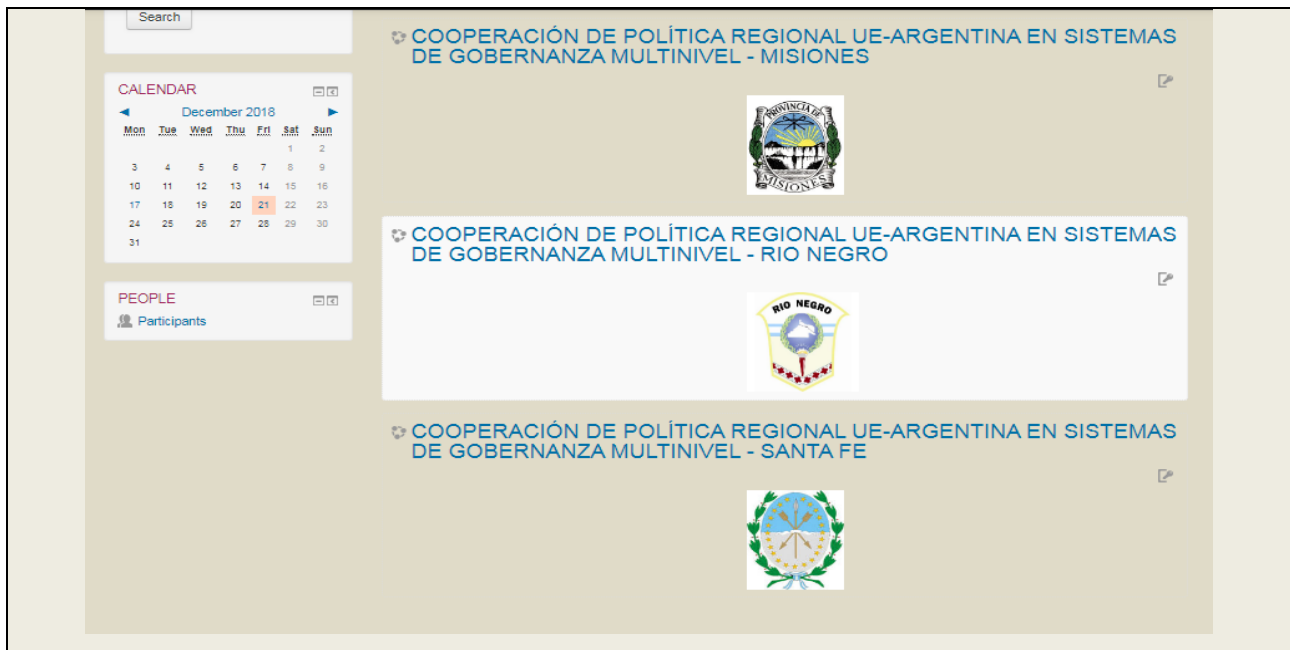 Search
CALENDAR
December 2018
Mon Tue Wed Thu Fri Sat Sun
1 2
3 4 5 6 7 8 9
10 11 12 13 14 15 16
17 18 19 20 21 22 23
24 25 26 27 28 29 30
31
PEOPLE
Participants
COOPERACIÓN DE POLÍTICA REGIONAL UE-ARGENTINA EN SISTEMAS
DE GOBERNANZA MULTINIVEL - MISIONES
PROVINCIA DE
MISIONES
COOPERACIÓN DE POLÍTICA REGIONAL UE-ARGENTINA EN SISTEMAS
DE GOBERNANZA MULTINIVEL - RIO NEGRO
RIO NEGRO
COOPERACIÓN DE POLÍTICA REGIONAL UE-ARGENTINA EN SISTEMAS
DE GOBERNANZA MULTINIVEL - SANTA FE